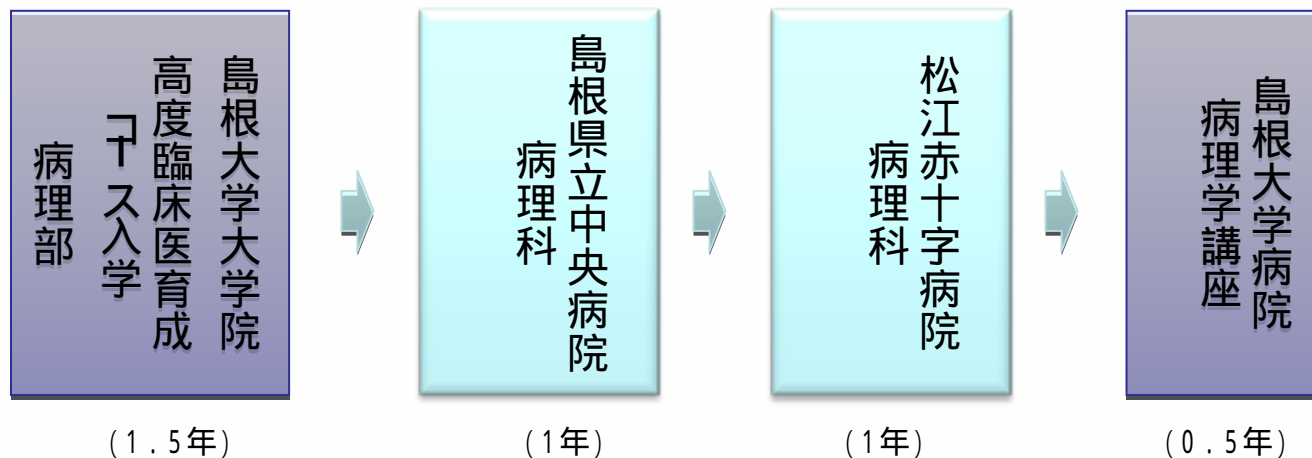 島根大学大学院
高度臨床医育成
コース入学
病理部
島根県立中央病院
病理科
松江赤十字病院
病理科
島根大学病院
病理学講座
(1.5年)
(1年)
(1年)
(0.5年)